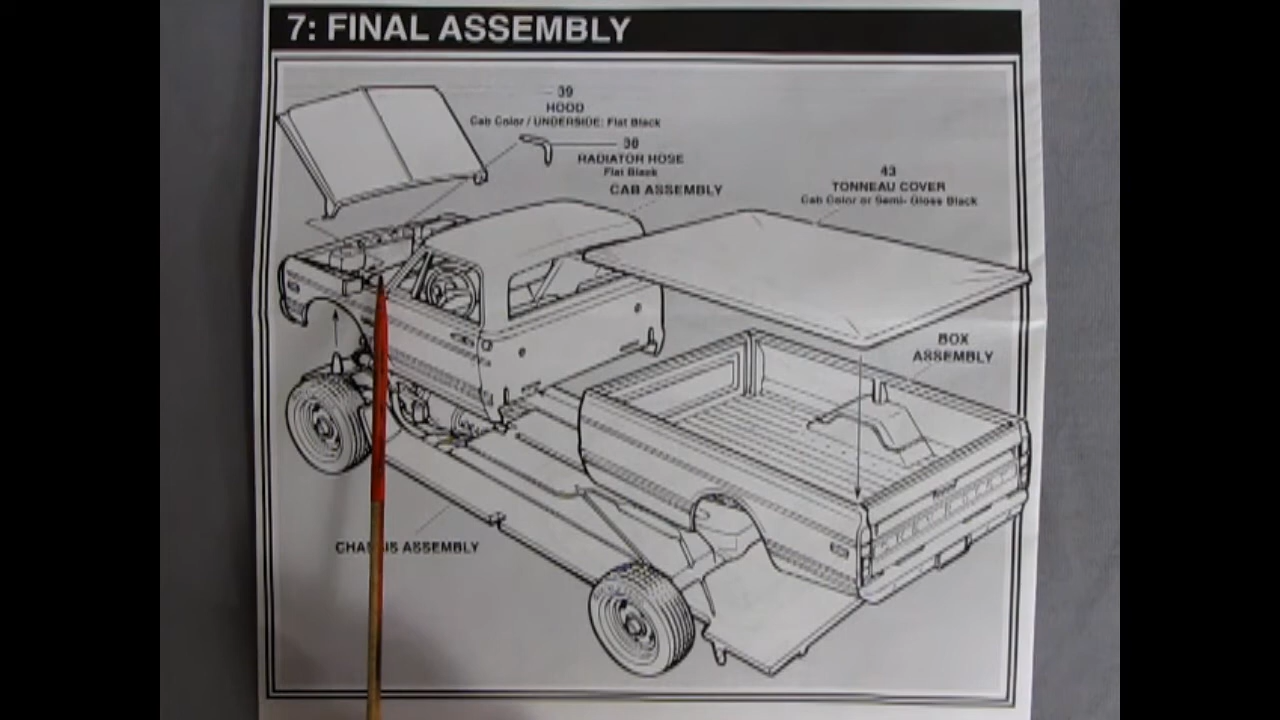 7: FINAL ASSEMBLY
39
HOOD
Cab Color / UNDERSIDE: Flat Black
38
RADIATOR HOSE
Flat Black
CAB ASSEMBLY
43
TONNEAU COVER
Cab Color or Semi- Gloss Black
BOX
ASSEMBLY
ASSEMBLY